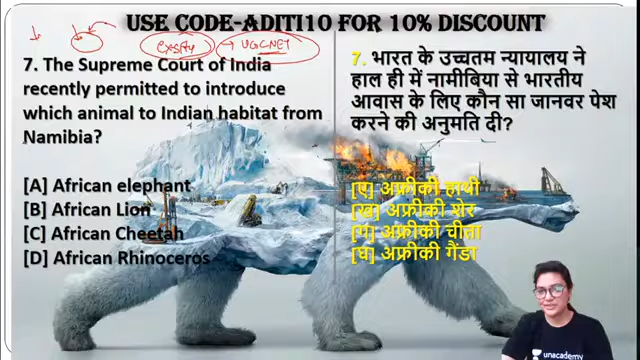 USE CODE-ADITI10 FOR 10% DISCOUNT
UGCNET
7. The Supreme Court of India
recently permitted to introduce
which animal to Indian habitat from
Namibia?
[A] African elephant
[B] African Lion
[C] African Cheetah
[D] African Rhinoceros
7. भारत के उच्चतम न्यायालय ने
हाल ही में नामीबिया से भारतीय
आवास के लिए कौन सा जानवर पेश
करने की अनुमति दी?
[ए] अफ्रीकी हाथी
[ख] अफ्रीकी शेर
[ग] अफ्रीकी चीता
[घ] अफ्रीकी गैंडा
unacademy